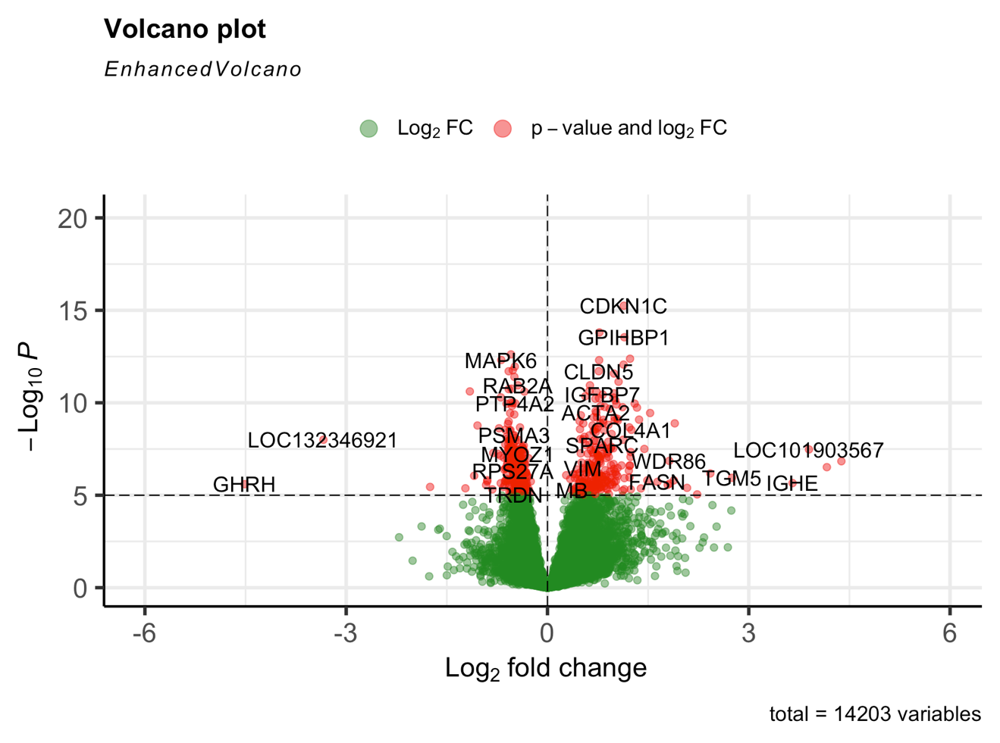 Volcano plot
EnhancedVolcano
Log2 FC
p − value and log2 FC
−Log10 P
20
15
10
5
0
CDKN1C
GPIHBP1
MAPK6
CLDN5
RAB2A
IGFBP7
PTP4A2
ACTA2
COL4A1
PSMA3
LOC132346921
SPARC
LOC101903567
MYOZ1
WDR86
VIM
RPS27A
TGM5
FASN
IGHE
GHRH
MB
TRDN
-6
-3
0
3
6
Log2 fold change
total = 14203 variables